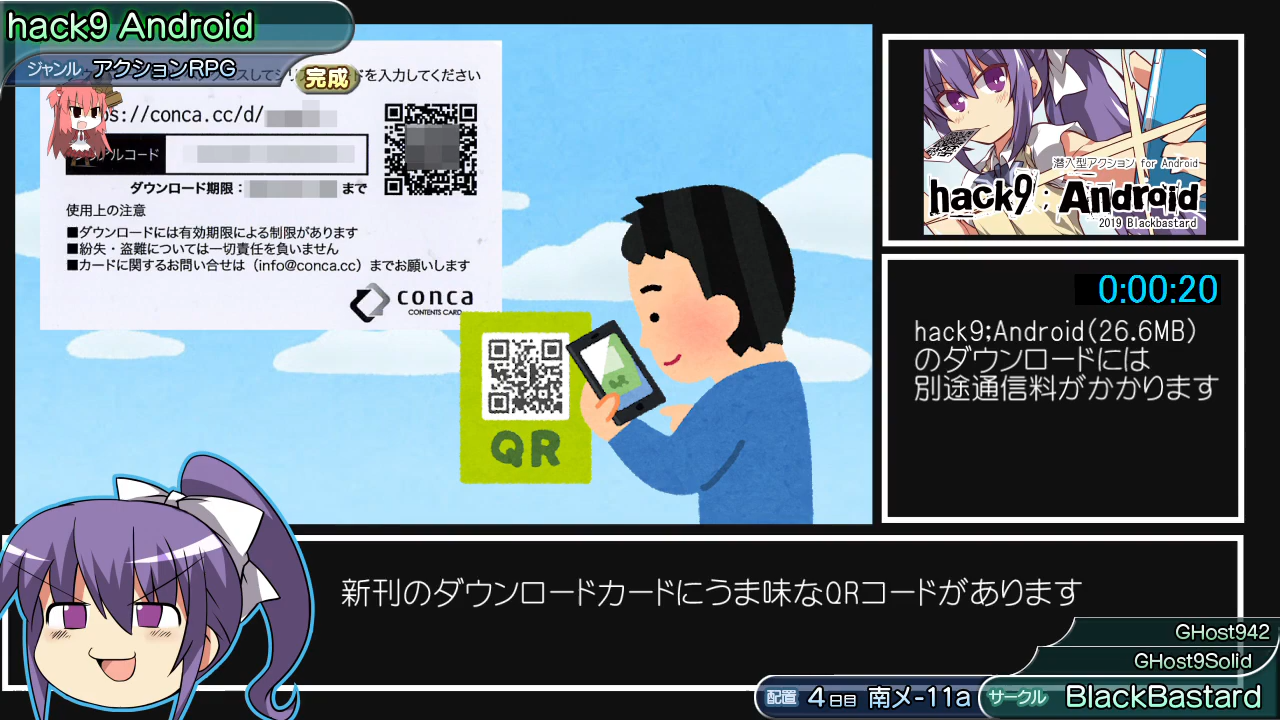 hack9 Android
ジャンル アクションRPG
完成
を入力してください
s://conca.cc/d/
リアルコード
ダウンロード期限： まで
使用上の注意
■ダウンロードには有効期限による制限があります
■紛失・盗難については一切責任を負いません
■カードに関するお問い合せは（info@conca.cc）までお願いします
conca
CONTENTS CARD
QR
QR
潜入型アクション for Android
hack9;Android
2019 Blackbastard
0:00:20
hack9;Android(26.6MB)
のダウンロードには
別途通信料がかかります
新刊のダウンロードカードにうま味なQRコードがあります
GHost942
GHost9Solid
配置 4日目 南メ-11a サークル BlackBastard